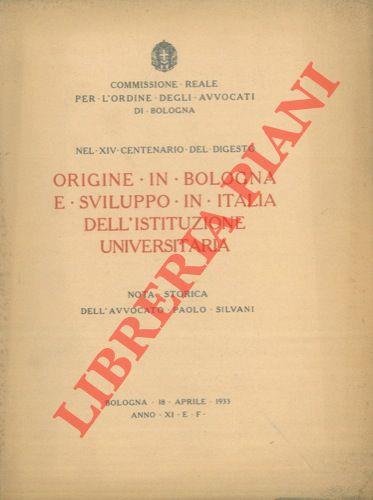 COMMISSIONE · REALE
PER · L'ORDINE · DEGLI · AVVOCATI
DI · BOLOGNA
NEL · XIV · CENTENARIO · DEL · DIGESTO
ORIGINE · IN · BOLOGNA
E · SVILUPPO · IN · ITALIA
DELL'ISTITUZIONE
UNIVERSITARIA
NOTA · STORICA
DELL'AVVOCATO · PAOLO · SILVANI
BOLOGNA · 18 · APRILE · 1933
ANNO · XI · E · F ·
LIBRERIA PIANI